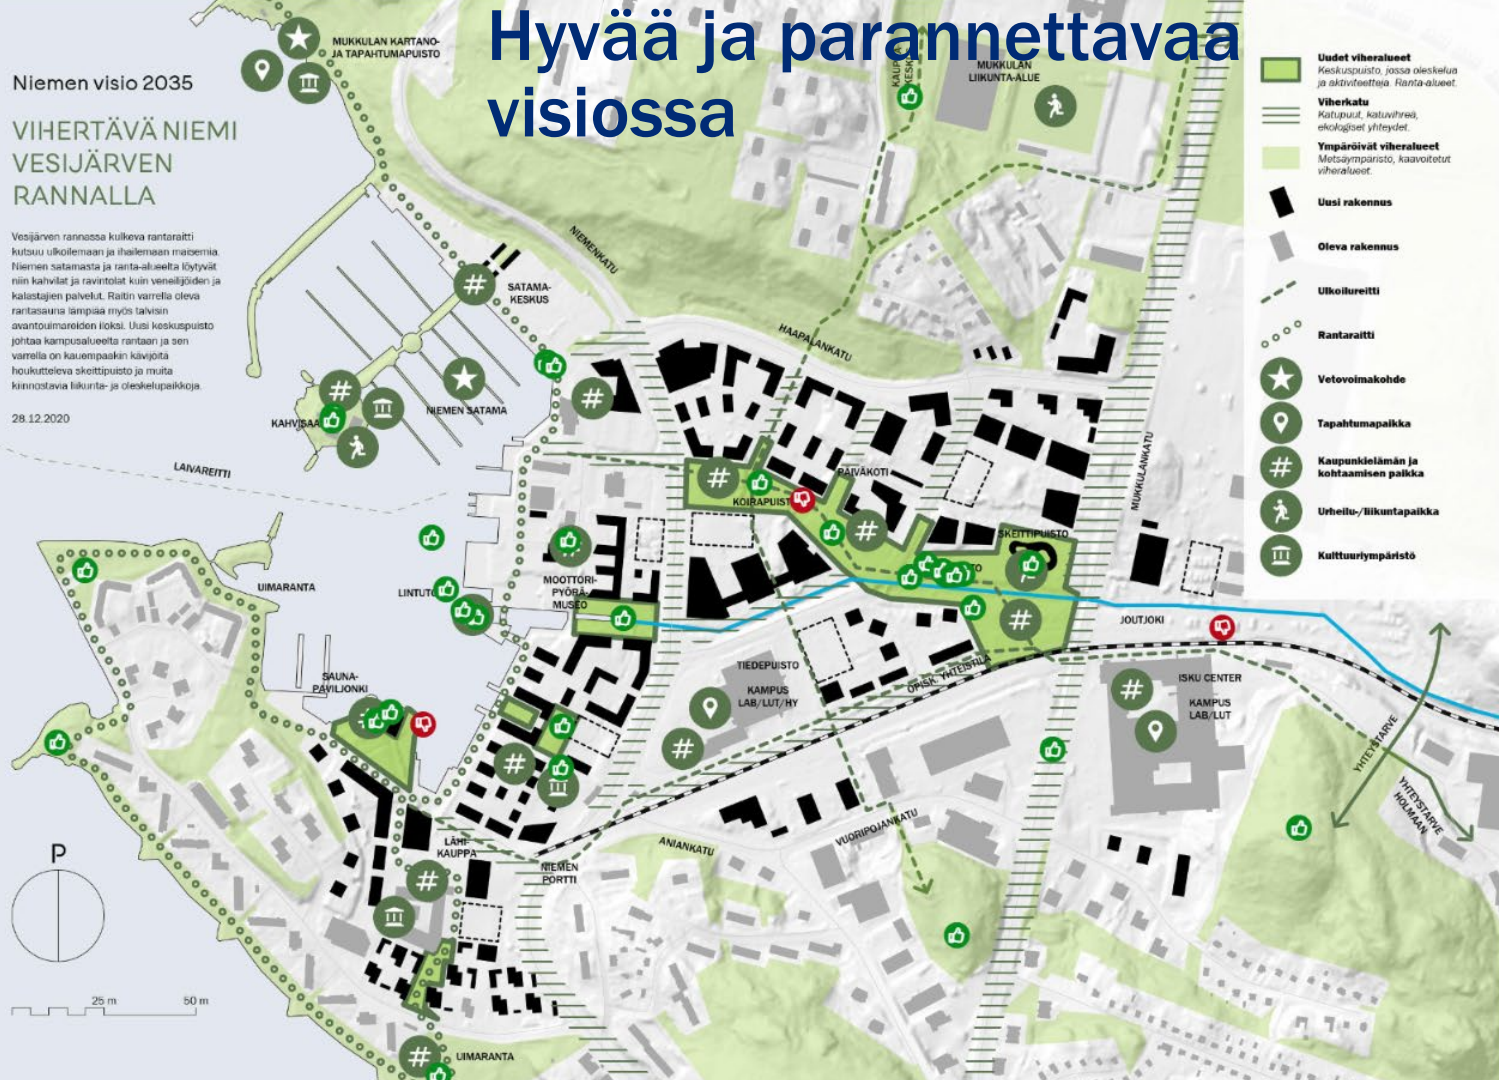 Hyvää ja parannettavaa
visiossa
Niemen visio 2035
VIHERTÄVÄ NIEMI
VESIJÄRVEN
RANNALLA
Vesijärven rannassa kulkeva rantaraitti
kutsuu ulkoilemaan ja ihailemaan maisemia.
Niemen satamasta ja ranta-alueelta löytyvät
niin kahvilat ja ravintolat kuin veneilijöiden ja
kalastajien palvelut. Raitin varrella oleva
rantasauna lämpiää myös talvisin
avantouimareiden iloksi. Uusi keskuspuisto
johtaa kampusalueelta rantaan ja sen
varrella on kauempaakin kävijöitä
houkutteleva skeittipuisto ja muita
kiinnostavia liikunta- ja oleskelupaikkoja.
28.12.2020
MUKKULAN KARTANO-
JA TAPAHTUMAPUISTO
MUKKULAN
LIIKUNTA-ALUE
NIEMENKATU
SATAMA-
KESKUS
HAAPALANKATU
NIEMEN SATAMA
LAIVAREITTI
PÄIVÄKOTI
MUKKULANKATU
SKEITTIPUISTO
UIMARANTA
MOOTTORI-
PYÖRÄ-
MUSEO
JOUTJOKI
TIEDEPUISTO
KAMPUS
LAB/LUT/HY
OPISK. YHTEISTILA
ISKU CENTER
KAMPUS
LAB/LUT
SAUNA-
PAVILJONKI
YHTEYSTARVE
YHTEYSTARVE
HOLMAAN
VUORIPOJANKATU
ANIANKATU
LÄHI-
KAUPPA
NIEMEN
PORTTI
UIMARANTA
P
25 m
50 m
Uudet viheralueet
Keskuspuisto, jossa oleskelua
ja aktiviteetteja. Ranta-alueet.
Viherkatu
Katupuut, katuvihreä,
ekologiset yhteydet.
Ympäröivät viheralueet
Metsäympäristö, kaavoitetut
viheralueet.
Uusi rakennus
Oleva rakennus
Ulkoilureitti
Rantaraitti
Vetovoimakohde
Tapahtumapaikka
Kaupunkielämän ja
kohtaamisen paikka
Urheilu-/liikuntapaikka
Kulttuuriympäristö